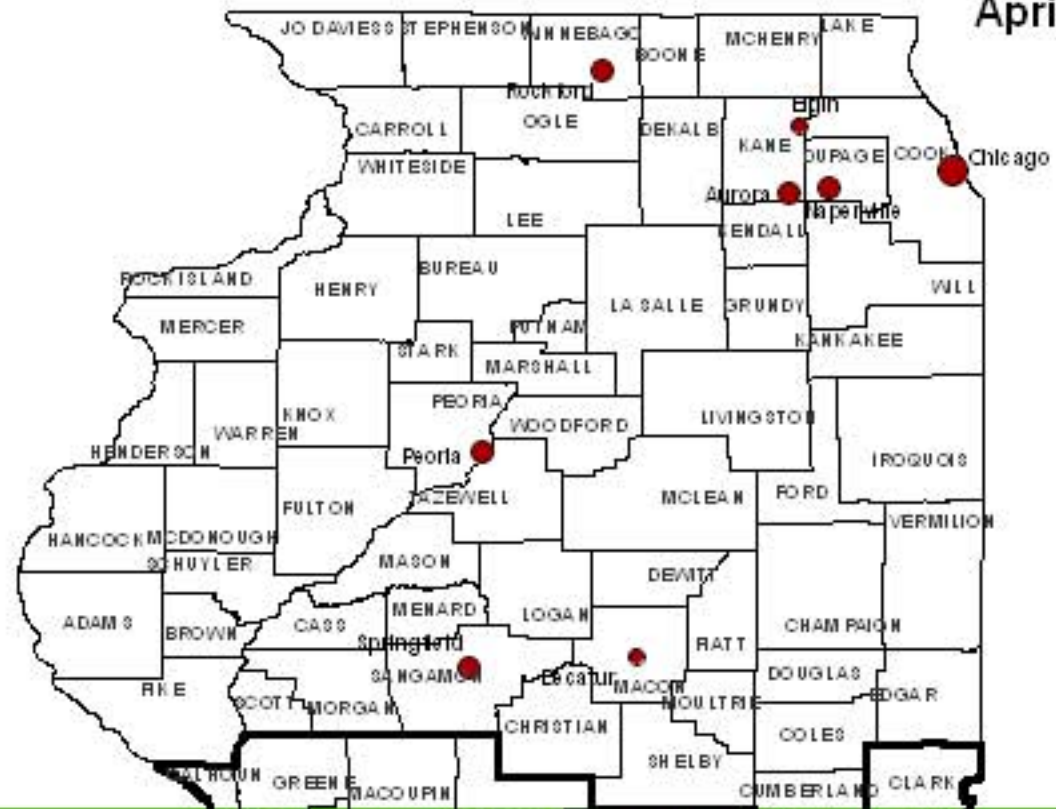 Apri
JO DAVIESS
STEPHENSON
WINNEBAGO
BOONE
MCHENRY
LAKE
Rockford
Elgin
CARROLL
OGLE
DEKALB
KANE
DUPAGE
COOK
Chicago
WHITESIDE
LEE
Aurora
Naperville
KENDALL
ROCK ISLAND
HENRY
BUREAU
LA SALLE
GRUNDY
WILL
MERCER
PUTNAM
KANKAKEE
STARK
MARSHALL
PEORIA
KNOX
WARREN
WOODFORD
LIVINGSTON
HENDERSON
Peoria
IROQUOIS
TAZEWELL
MCLEAN
FORD
FULTON
VERMILION
HANCOCK
MCDONOUGH
SCHUYLER
MASON
DEWITT
MENARD
LOGAN
ADAMS
BROWN
CASS
CHAMPAION
Springfield
PIATT
SANGAMON
Decatur
MACON
DOUGLAS
PIKE
SCOTT
MORGAN
MOULTRIE
EDGAR
CHRISTIAN
COLES
SHELBY
CALHOUN
GREENE
MACOUPIN
CUMBERLAND
CLARK